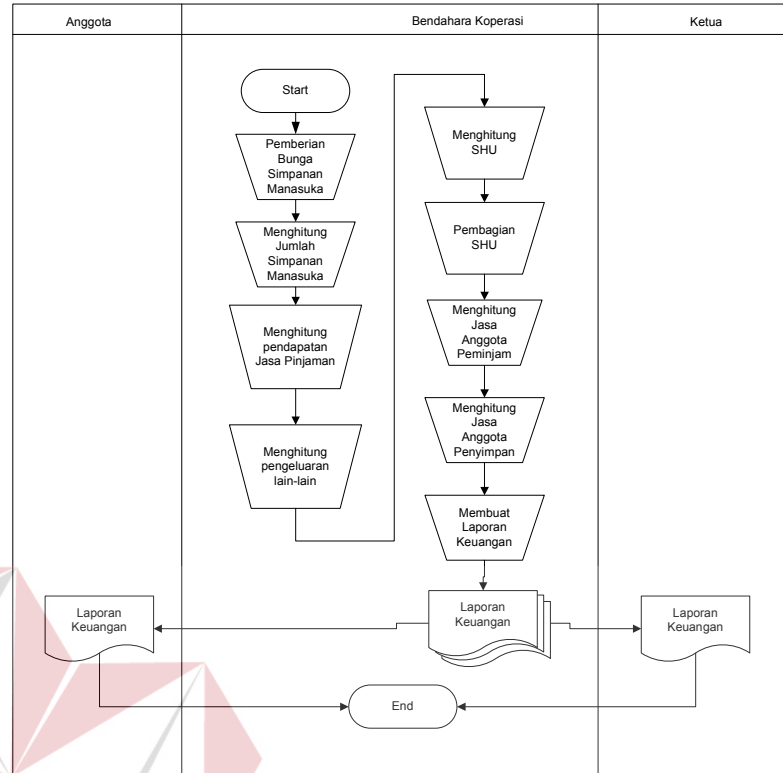 Anggota
Bendahara Koperasi
Ketua
Start
Pemberian
Bunga
Simpanan
Manasuka
Menghitung
Jumlah
Simpanan
Manasuka
Menghitung
pendapatan
Jasa Pinjaman
Menghitung
pengeluaran
lain-lain
Menghitung
SHU
Pembagian
SHU
Menghitung
Jasa
Anggota
Peminjam
Menghitung
Jasa
Anggota
Penyimpan
Membuat
Laporan
Keuangan
Laporan
Keuangan
Laporan
Keuangan
Laporan
Keuangan
End